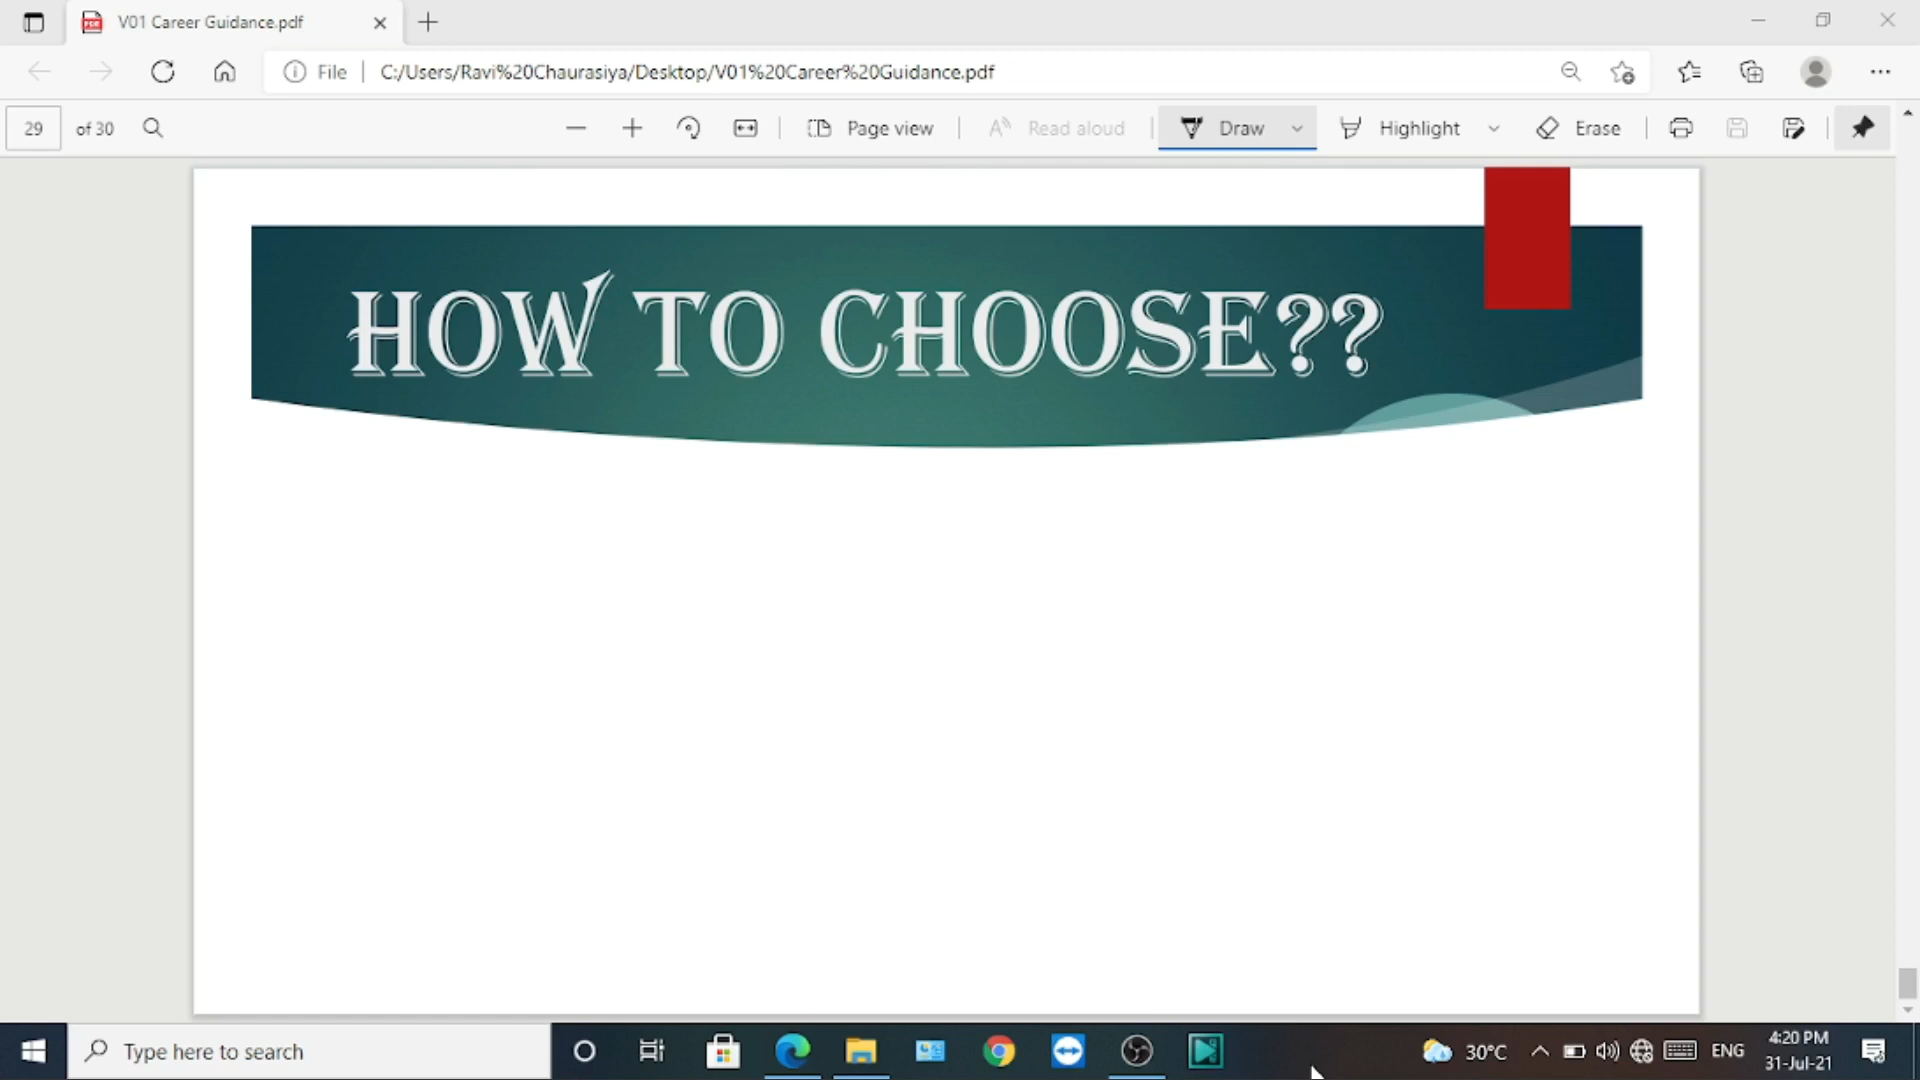 V01 Career Guidance.pdf
File
C:/Users/Ravi%20Chaurasiya/Desktop/V01%20Career%20Guidance.pdf
29 of 30
Page view
Read aloud
Draw
Highlight
Erase
HOW TO CHOOSE??
Type here to search
30°C
ENG
4:20 PM
31-Jul-21